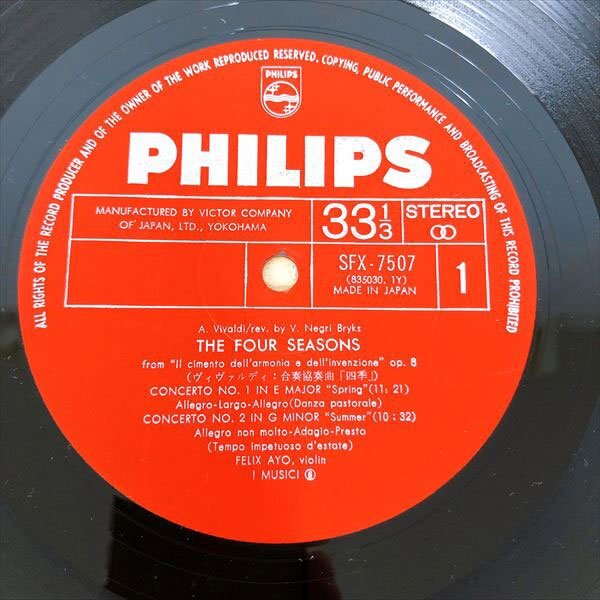 ALL RIGHTS OF THE RECORD PRODUCER AND OF THE OWNER OF THE WORK REPRODUCED RESERVED. COPYING, PUBLIC PERFORMANCE AND BROADCASTING OF THIS RECORD PROHIBITED
PHILIPS
PHILIPS
MANUFACTURED BY VICTOR COMPANY
OF JAPAN, LTD., YOKOHAMA
33 1/3
STEREO
SFX-7507
(835030. 1Y)
MADE IN JAPAN
1
A. Vivaldi/rev. by V. Negri Bryks
THE FOUR SEASONS
from "Il cimento dell'armonia e dell'invenzione" op. 8
(ヴィヴァルディ:合奏協奏曲「四季」)
CONCERTO NO. 1 IN E MAJOR "Spring"(11:21)
Allegro-Largo-Allegro(Danza pastorale)
CONCERTO NO. 2 IN G MINOR "Summer"(10:32)
Allegro non molto-Adagio-Presto
(Tempo impetuoso d'estate)
FELIX AYO, violin
I MUSICI